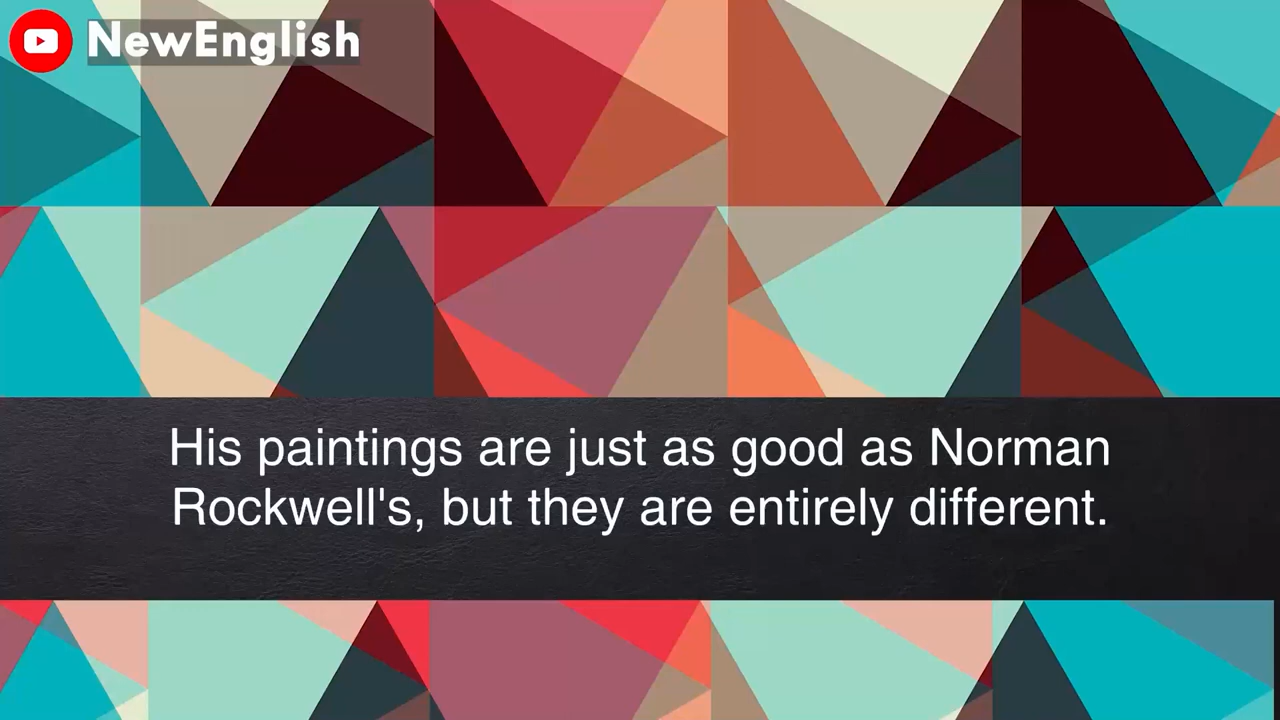 NewEnglish
His paintings are just as good as Norman
Rockwell's, but they are entirely different.